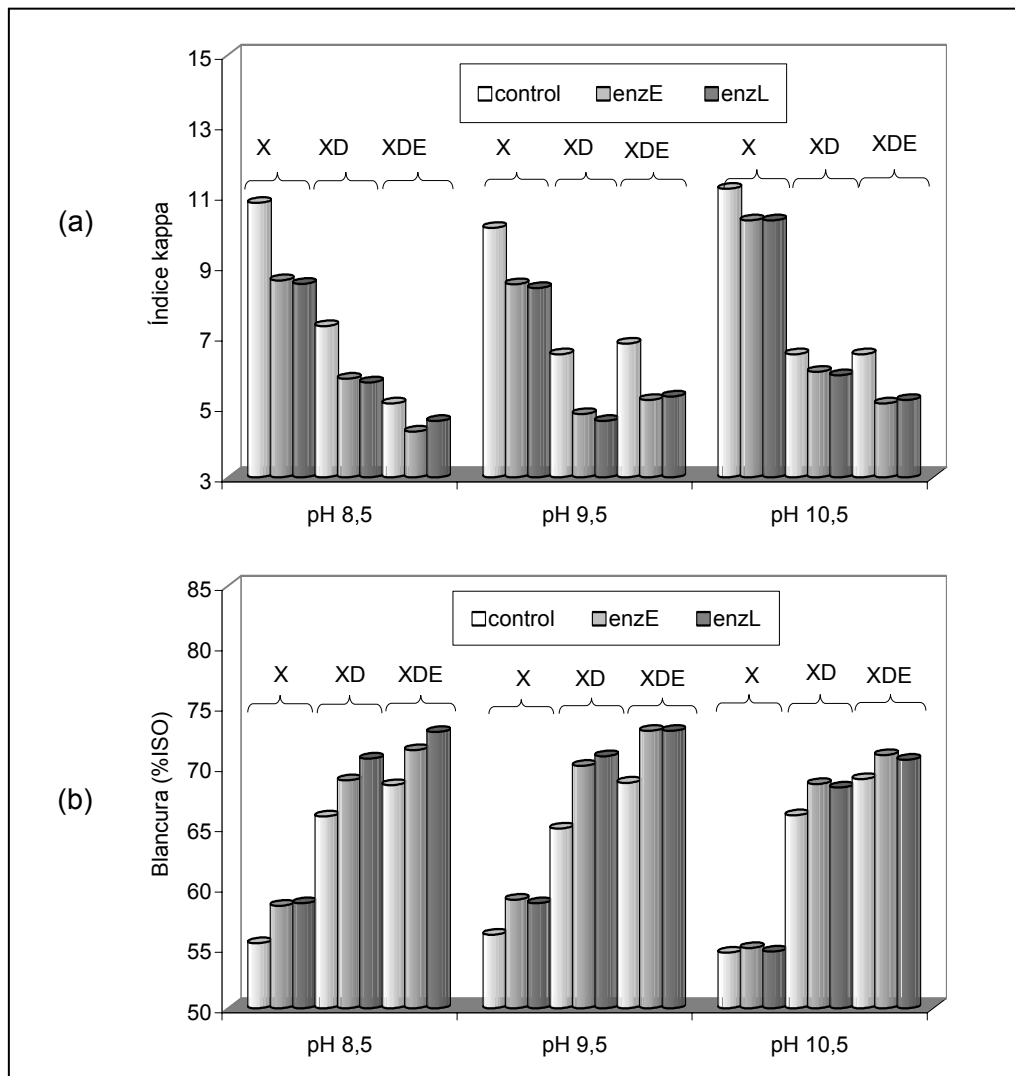 (a)
Índice kappa
15
13
11
9
7
5
3
control enzE enzL
X XD XDE X XD XDE X XD XDE
pH 8,5 pH 9,5 pH 10,5
(b)
Blancura (%ISO)
85
80
75
70
65
60
55
50
control enzE enzL
X XD XDE X XD XDE X XD XDE
pH 8,5 pH 9,5 pH 10,5